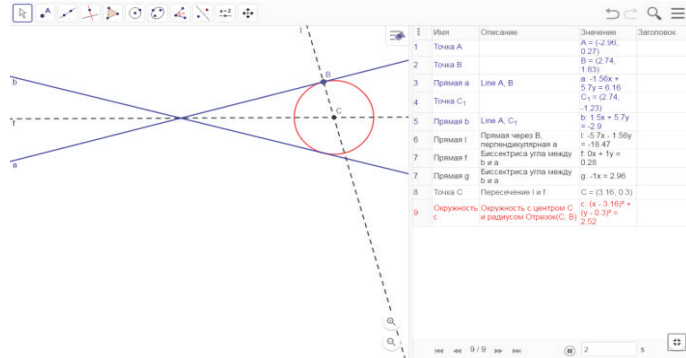 A
a=2
l
b
f
a
B
C
Имя Описание Значение Заголовок
1 Точка A A = (-2.96, 0.27)
2 Точка B B = (2.74, 1.83)
3 Прямая a Line A, B a: -1.56x + 5.7y = 6.16
4 Точка C₁ C₁ = (2.74, -1.23)
5 Прямая b Line A, C₁ b: 1.5x + 5.7y = -2.9
6 Прямая l Прямая через B, перпендикулярная a l: -5.7x - 1.56y = -18.47
7 Прямая f Биссектриса угла между b и a f: 0x + 1y = 0.28
7 Прямая g Биссектриса угла между b и a g: -1x = 2.96
8 Точка C Пересечение l и f C = (3.16, 0.3)
9 Окружность c Окружность с центром C и радиусом Отрезок(C, B) c: (x - 3.16)² + (y - 0.3)² = 2.52
9 / 9 2 s